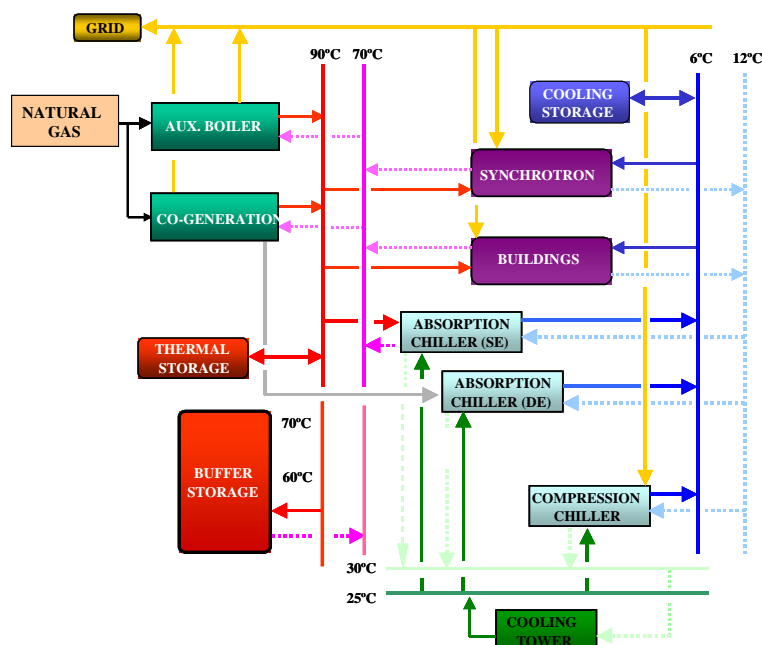 GRID
90ºC
70ºC
6ºC
12ºC
NATURAL
GAS
AUX. BOILER
COOLING
STORAGE
SYNCHROTRON
CO-GENERATION
BUILDINGS
ABSORPTION
CHILLER (SE)
THERMAL
STORAGE
ABSORPTION
CHILLER (DE)
70ºC
BUFFER
STORAGE
60ºC
COMPRESSION
CHILLER
30ºC
25ºC
COOLING
TOWER